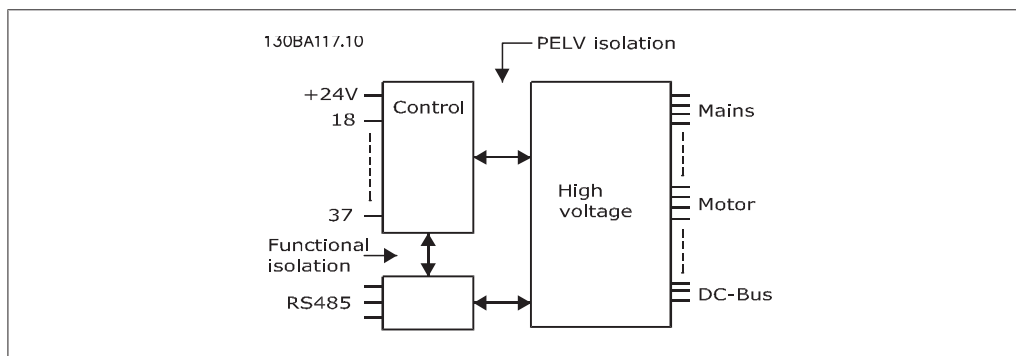 130BA117.10
PELV isolation
+24V
Control
18
37
Functional
isolation
RS485
High
voltage
Mains
Motor
DC-Bus